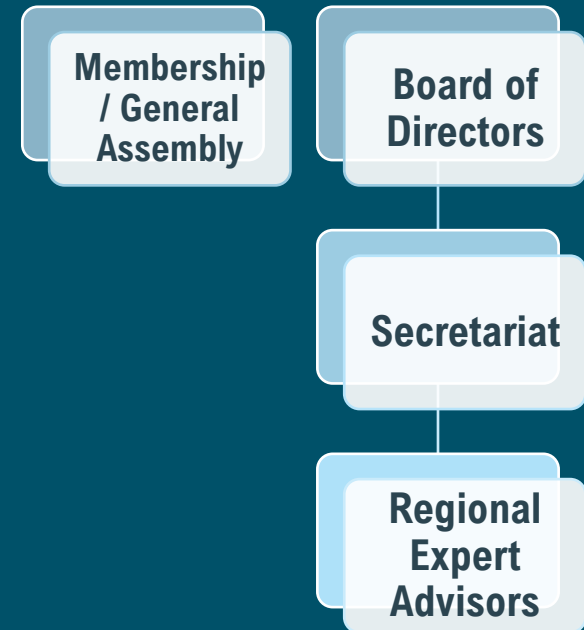 Membership
/ General
Assembly
Board of
Directors
Secretariat
Regional
Expert
Advisors